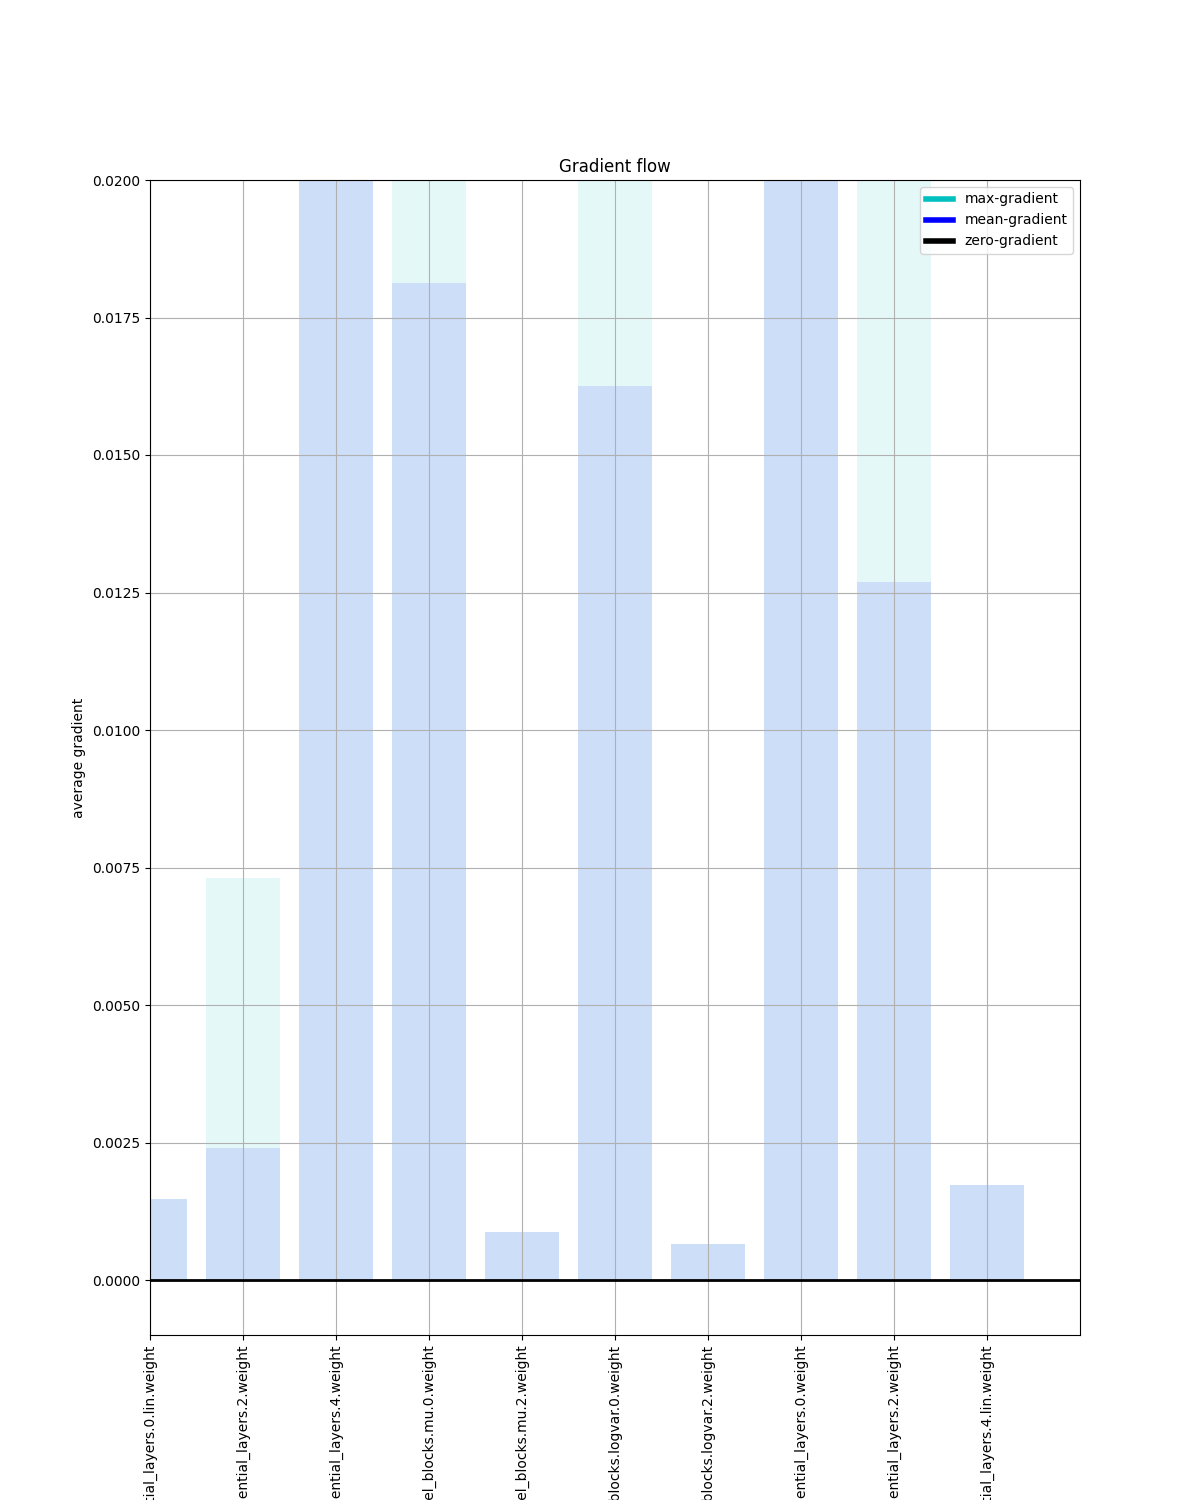 Gradient flow
max-gradient
mean-gradient
zero-gradient
average gradient
0.0200
0.0175
0.0150
0.0125
0.0100
0.0075
0.0050
0.0025
0.0000
tial_layers.0.lin.weight
ential_layers.2.weight
ential_layers.4.weight
el_blocks.mu.0.weight
el_blocks.mu.2.weight
blocks.logvar.0.weight
blocks.logvar.2.weight
ential_layers.0.weight
ential_layers.2.weight
tial_layers.4.lin.weight